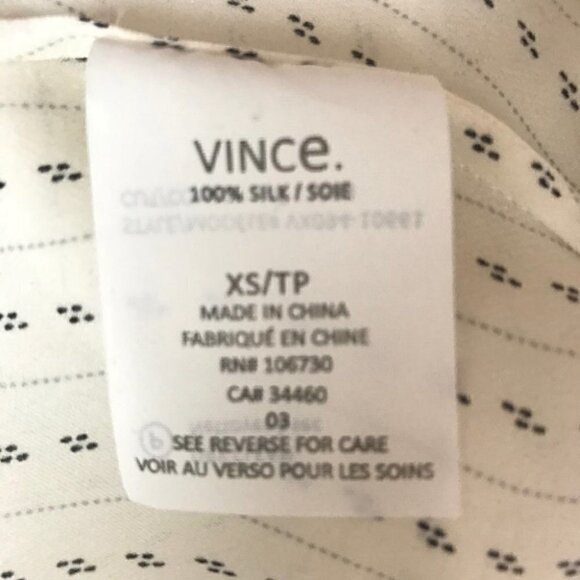 VINCe.
100% SILK / SOIE
XS/TP
MADE IN CHINA
FABRIQUÉ EN CHINE
RN# 106730
CA# 34460
03
SEE REVERSE FOR CARE
VOIR AU VERSO POUR LES SOINS